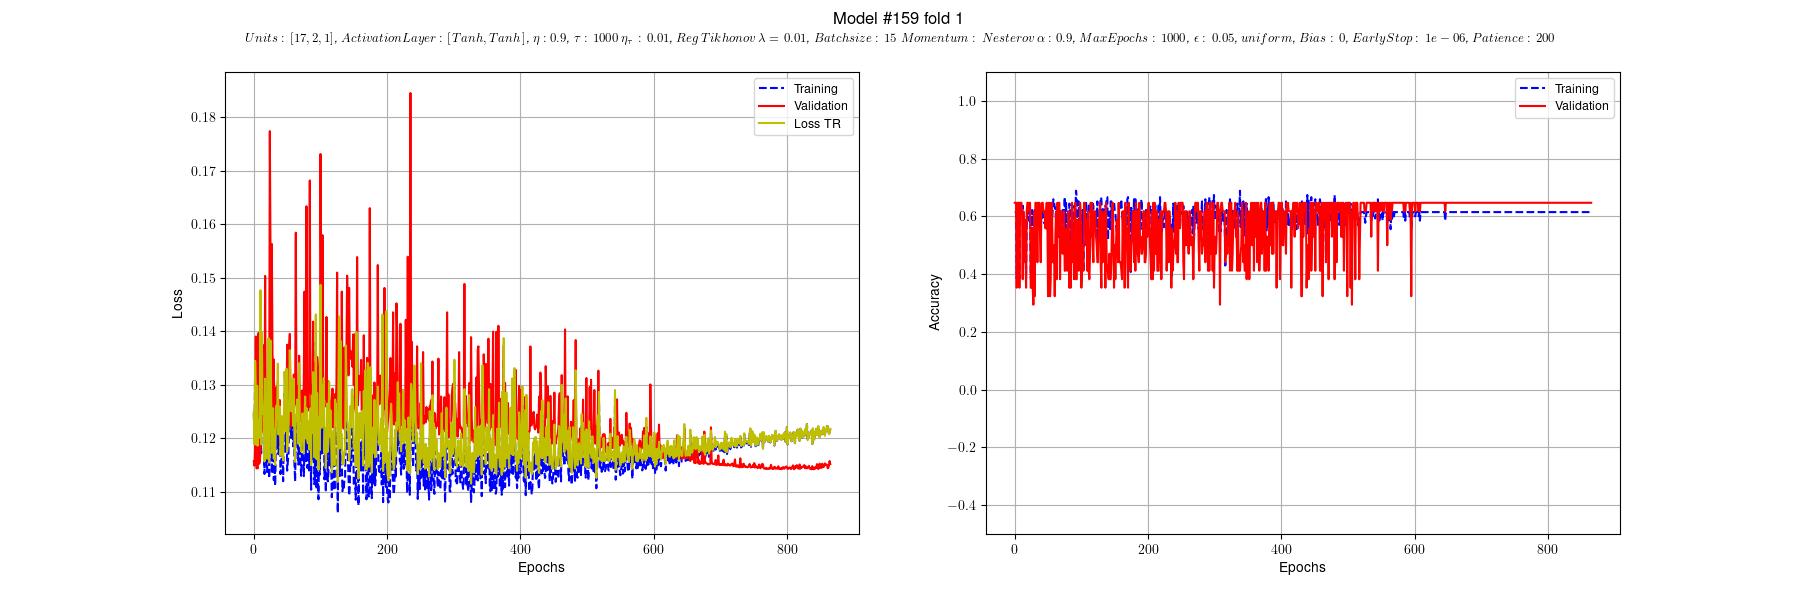 Model #159 fold 1
Units : [17, 2, 1], ActivationLayer : [Tanh, Tanh], η : 0.9, τ : 1000 ητ : 0.01, Reg Tikhonov λ = 0.01, Batchsize : 15 Momentum : Nesterov α : 0.9, MaxEpochs : 1000, ϵ : 0.05, uniform, Bias : 0, EarlyStop : 1e − 06, Patience : 200
Loss
0.18
0.17
0.16
0.15
0.14
0.13
0.12
0.11
Training
Validation
Loss TR
0 200 400 600 800
Epochs
Accuracy
1.0
0.8
0.6
0.4
0.2
0.0
−0.2
−0.4
Training
Validation
0 200 400 600 800
Epochs